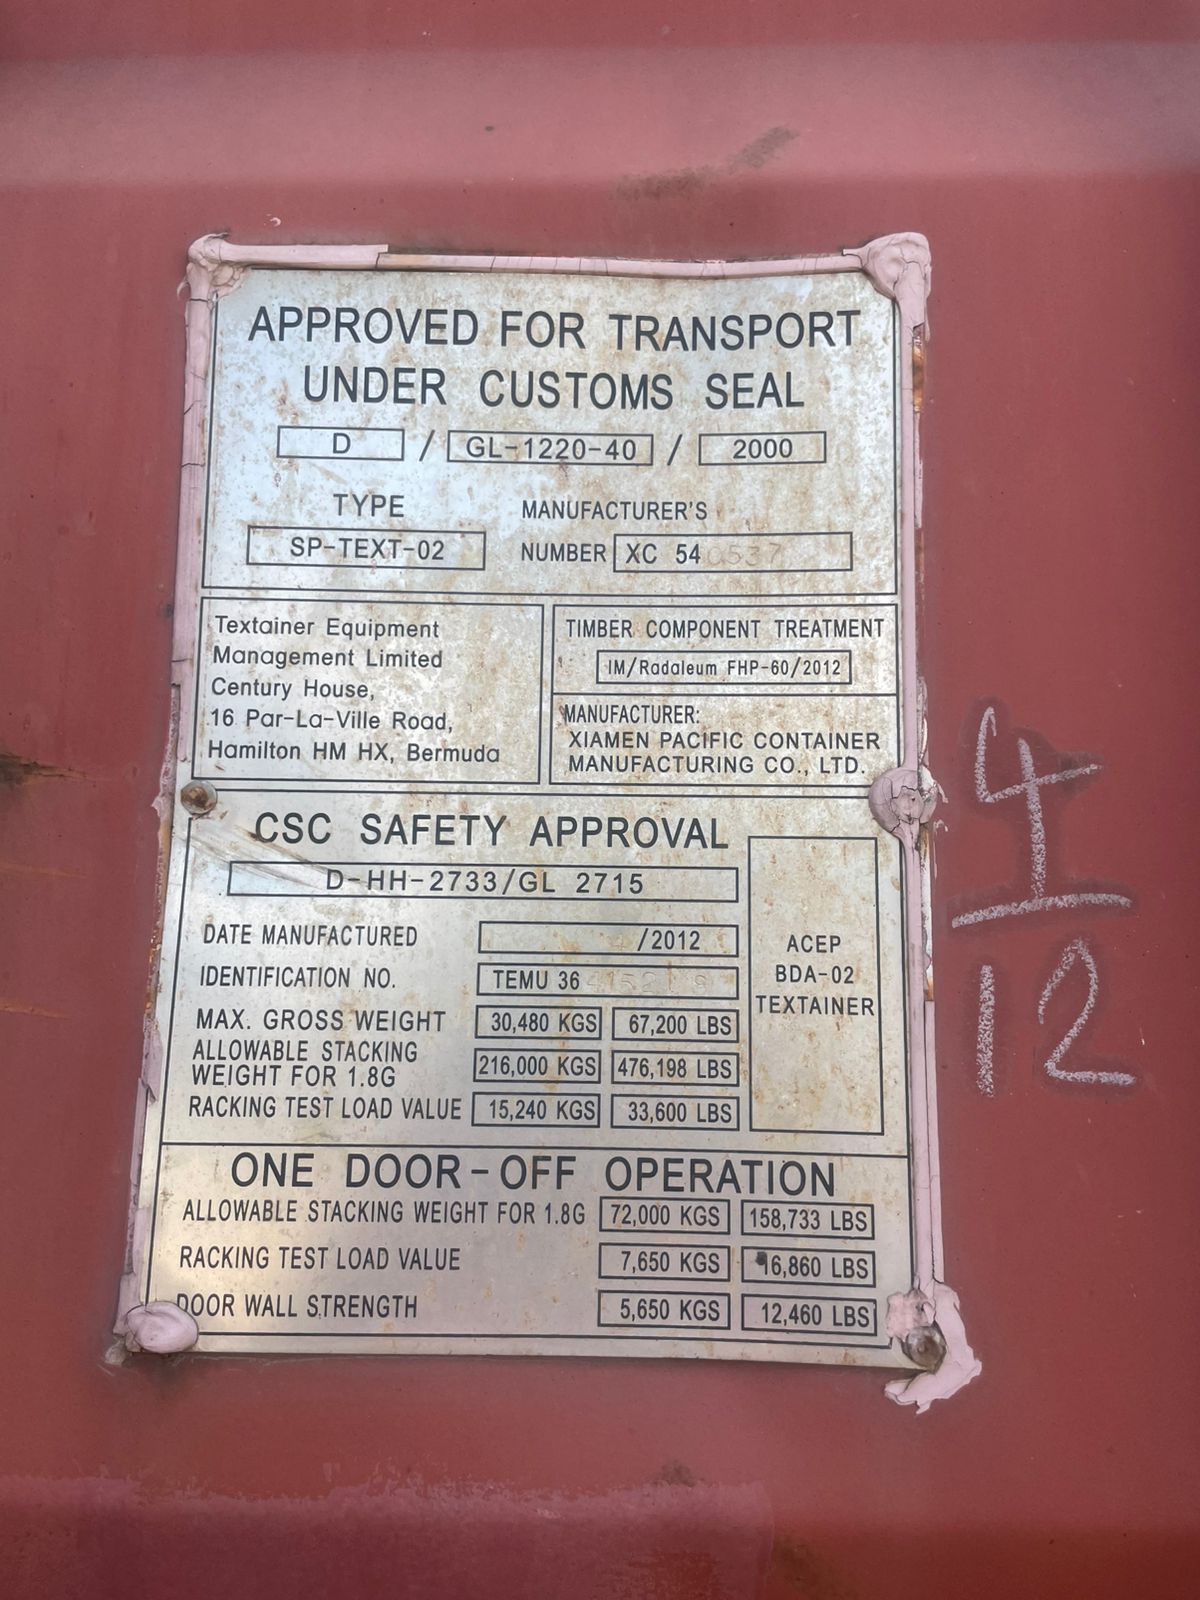 APPROVED FOR TRANSPORT
UNDER CUSTOMS SEAL
D / GL-1220-40 / 2000
TYPE MANUFACTURER'S
SP-TEXT-02 NUMBER XC 54 0537
Textainer Equipment
Management Limited
Century House,
16 Par-La-Ville Road,
Hamilton HM HX, Bermuda
TIMBER COMPONENT TREATMENT
IM/Radaleum FHP-60/2012
MANUFACTURER:
XIAMEN PACIFIC CONTAINER
MANUFACTURING CO., LTD.
CSC SAFETY APPROVAL
D-HH-2733/GL 2715
DATE MANUFACTURED /2012
IDENTIFICATION NO. TEMU 36
MAX. GROSS WEIGHT 30,480 KGS 67,200 LBS
ALLOWABLE STACKING
WEIGHT FOR 1.8G 216,000 KGS 476,198 LBS
RACKING TEST LOAD VALUE 15,240 KGS 33,600 LBS
ACEP
BDA-02
TEXTAINER
ONE DOOR-OFF OPERATION
ALLOWABLE STACKING WEIGHT FOR 1.8G 72,000 KGS 158,733 LBS
RACKING TEST LOAD VALUE 7,650 KGS 16,860 LBS
DOOR WALL STRENGTH 5,650 KGS 12,460 LBS
4
12